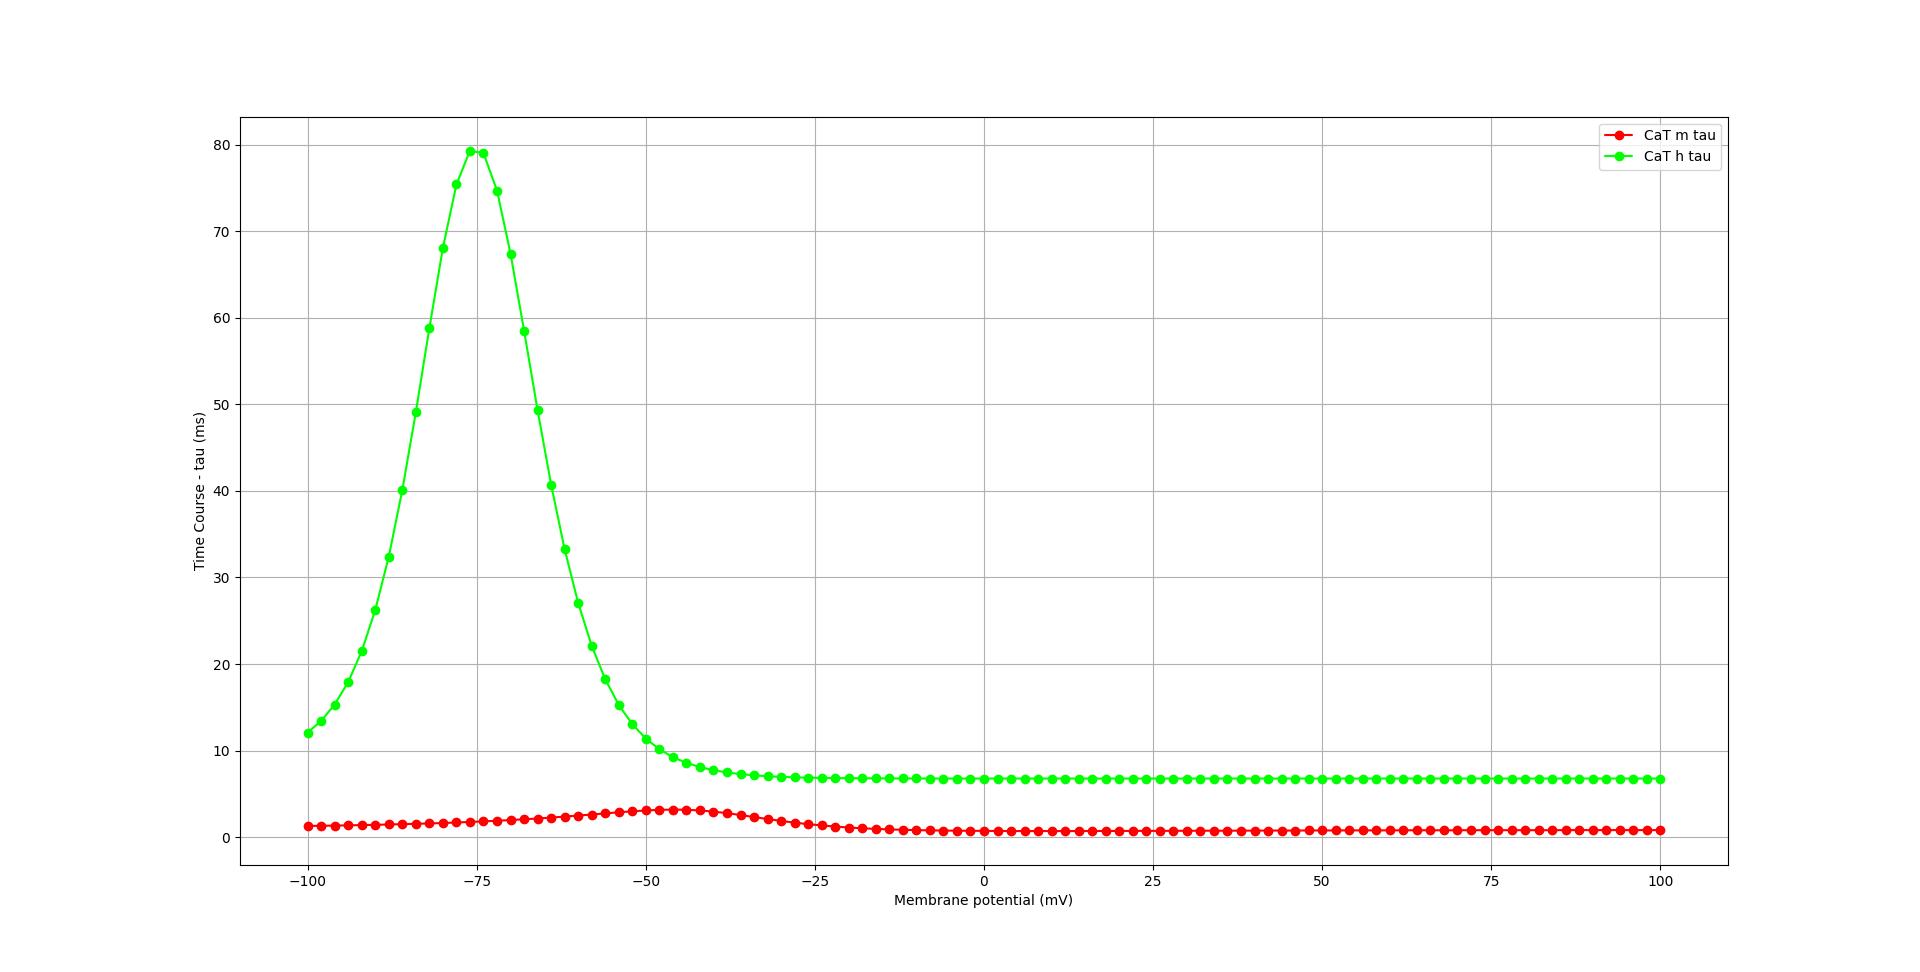 CaT m tau
CaT h tau
80
70
60
50
40
30
20
10
0
Time Course - tau (ms)
−100 −75 −50 −25 0 25 50 75 100
Membrane potential (mV)